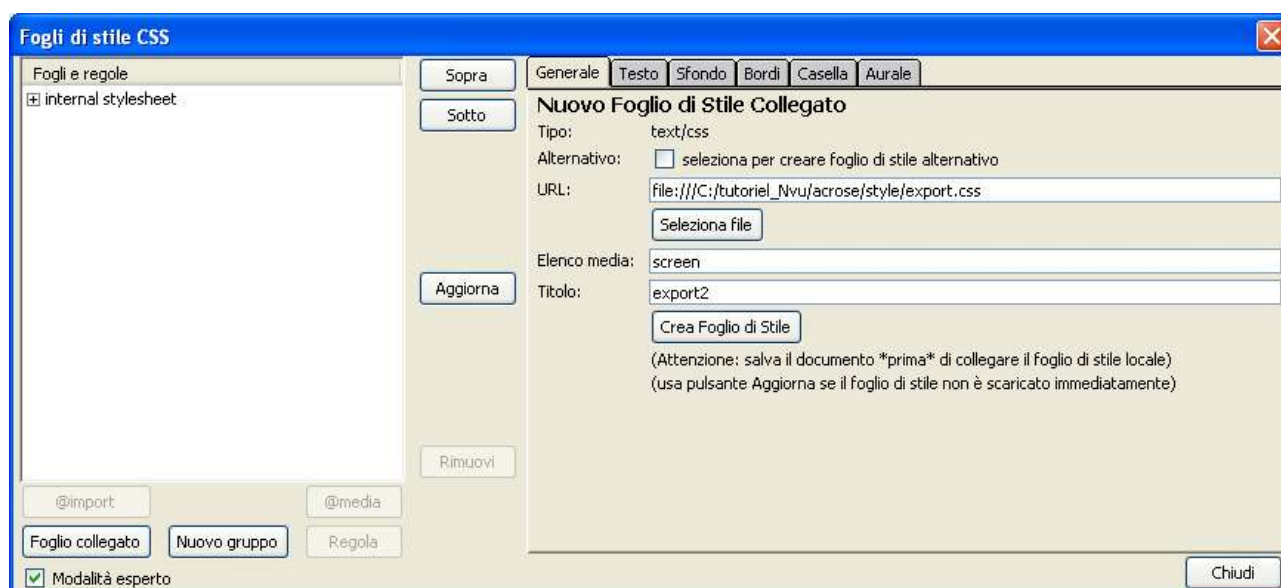 Fogli di stile CSS
Fogli e regole
internal stylesheet
Sopra
Sotto
Aggiorna
Rimuovi
@import
@media
Foglio collegato
Nuovo gruppo
Regola
Modalità esperto
Generale Testo Sfondo Bordi Casella Aurale
Nuovo Foglio di Stile Collegato
Tipo: text/css
Alternativo: seleziona per creare foglio di stile alternativo
URL: file:///C:/tutoriel_Nvu/acrose/style/export.css
Seleziona file
Elenco media: screen
Titolo: export2
Crea Foglio di Stile
(Attenzione: salva il documento *prima* di collegare il foglio di stile locale)
(usa pulsante Aggiorna se il foglio di stile non è scaricato immediatamente)
Chiudi